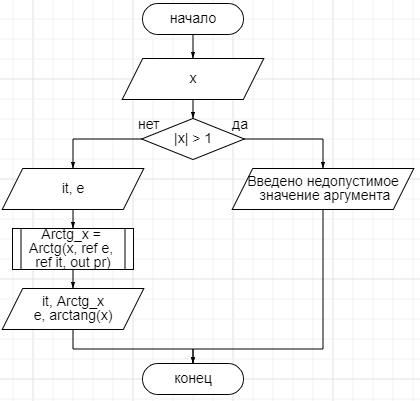 начало
x
нет
да
|x| > 1
it, e
Введено недопустимое
значение аргумента
Arctg_x =
Arctg(x, ref e,
ref it, out pr)
it, Arctg_x
e, arctang(x)
конец